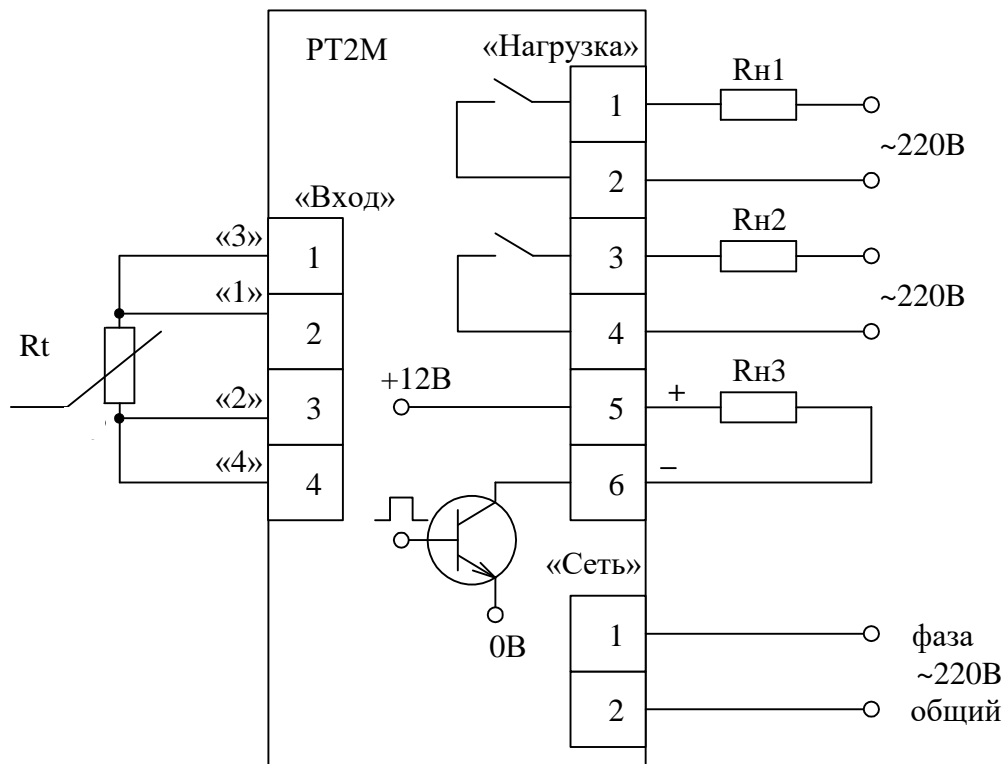 РТ2М
«Нагрузка»
1
Rн1
~220В
2
«Вход»
«3»
1
«1»
2
3
Rн2
~220В
4
Rt
«2»
3
+12В
5
+
Rн3
«4»
4
6
–
«Сеть»
0В
1
фаза
~220В
2
общий